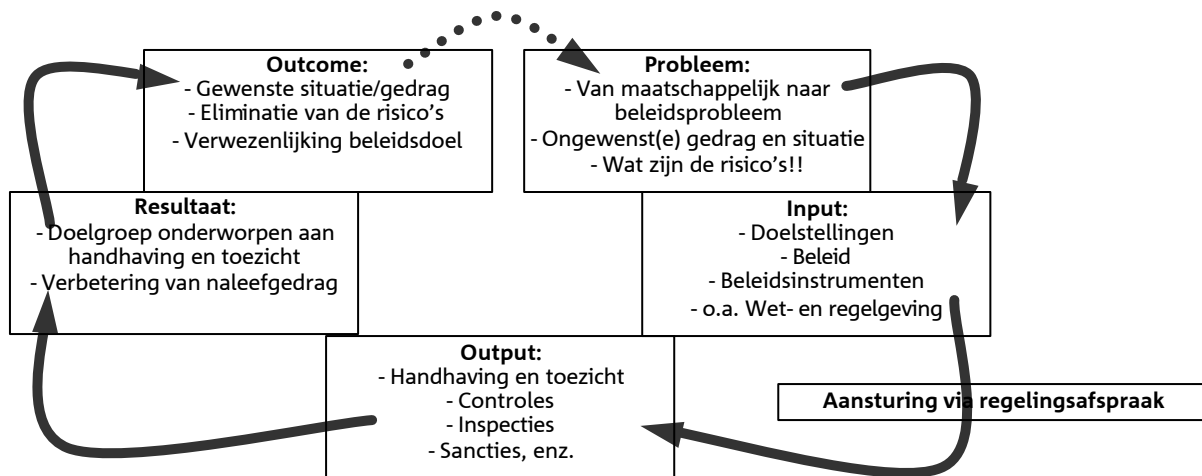 Outcome:
- Gewenste situatie/gedrag
- Eliminatie van de risico’s
- Verwezenlijking beleidsdoel
Probleem:
- Van maatschappelijk naar
beleidsprobleem
- Ongewenst(e) gedrag en situatie
- Wat zijn de risico’s!!
Resultaat:
- Doelgroep onderworpen aan
handhaving en toezicht
- Verbetering van naleefgedrag
Input:
- Doelstellingen
- Beleid
- Beleidsinstrumenten
- o.a. Wet- en regelgeving
Output:
- Handhaving en toezicht
- Controles
- Inspecties
- Sancties, enz.
Aansturing via regelingsafspraak